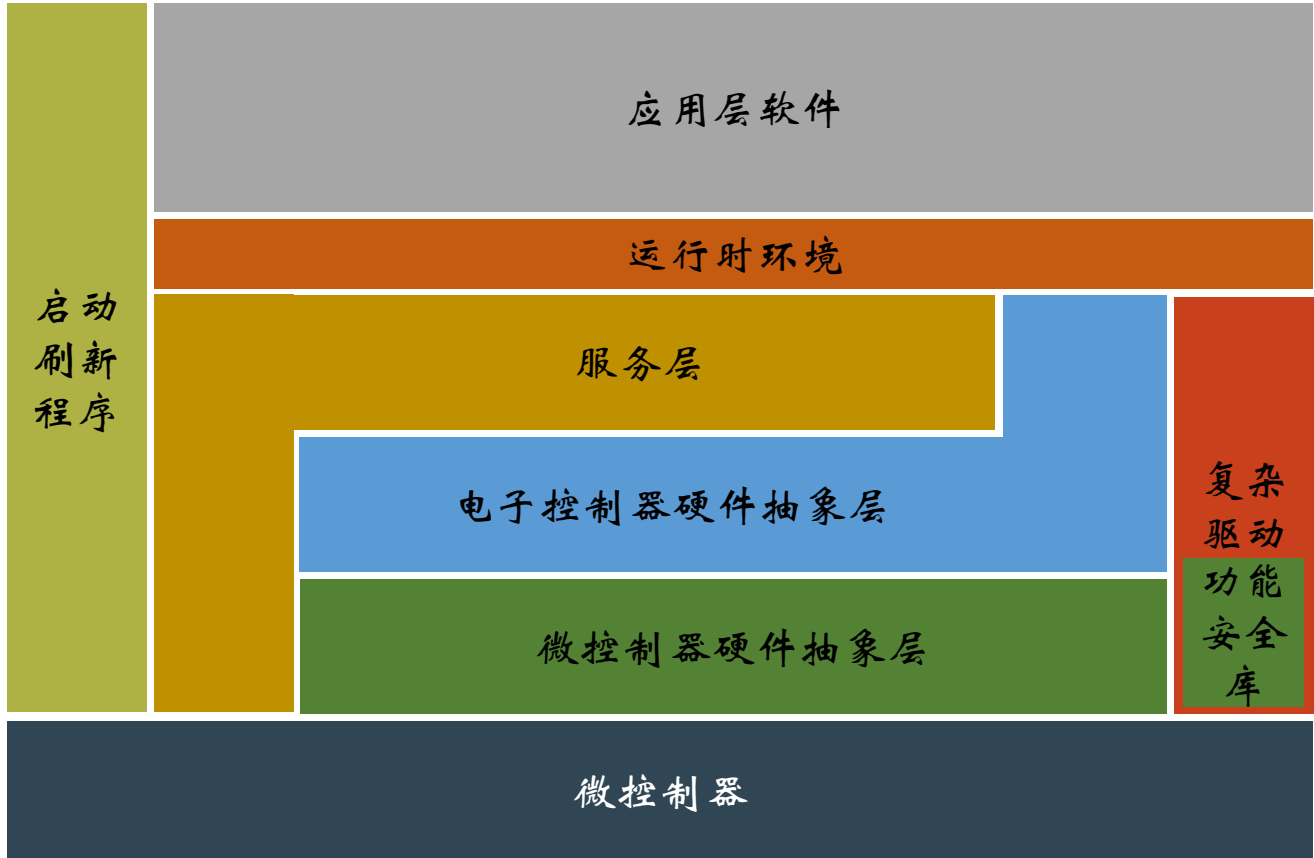 应用层软件
运行时环境
启动
刷新
程序
服务层
电子控制器硬件抽象层
复杂
驱动
功能
安全
库
微控制器硬件抽象层
微控制器